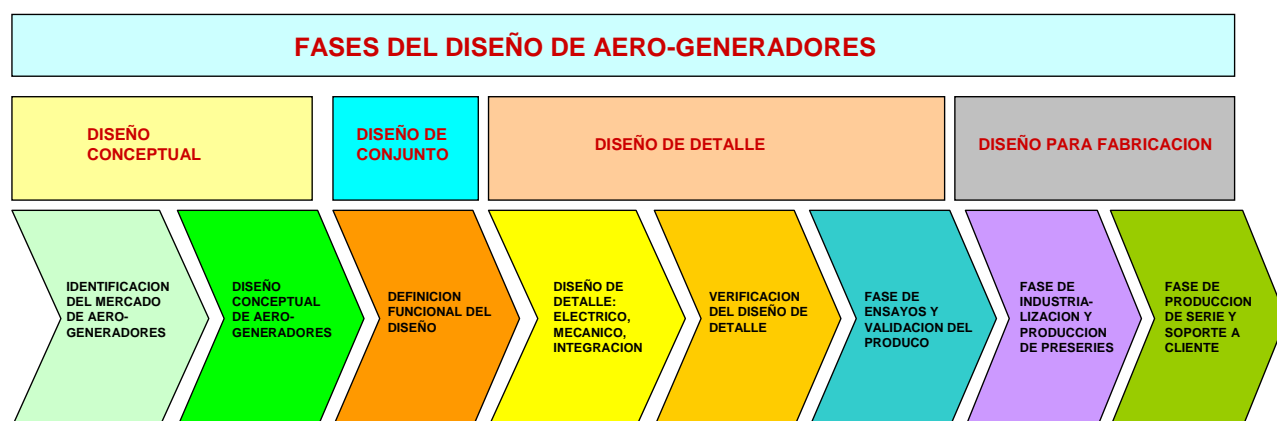 FASES DEL DISEÑO DE AERO-GENERADORES
DISEÑO
CONCEPTUAL
DISEÑO DE
CONJUNTO
DISEÑO DE DETALLE
DISEÑO PARA FABRICACION
IDENTIFICACION
DEL MERCADO
DE AERO-
GENERADORES
DISEÑO
CONCEPTUAL
DE AERO-
GENERADORES
DEFINICION
FUNCIONAL DEL
DISEÑO
DISEÑO DE
DETALLE:
ELECTRICO,
MECANICO,
INTEGRACION
VERIFICACION
DEL DISEÑO DE
DETALLE
FASE DE
ENSAYOS Y
VALIDACION DEL
PRODUCO
FASE DE
INDUSTRIA-
LIZACION Y
PRODUCCION
DE PRESERIES
FASE DE
PRODUCCION
DE SERIE Y
SOPORTE A
CLIENTE